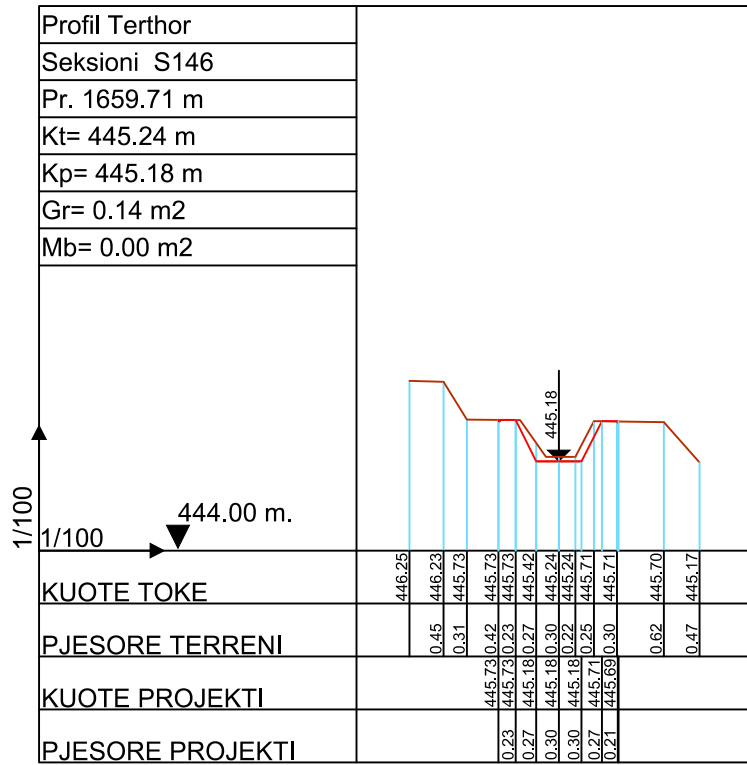 Profil Terthor
Seksioni S146
Pr. 1659.71 m
Kt= 445.24 m
Kp= 445.18 m
Gr= 0.14 m2
Mb= 0.00 m2
445.18
1/100
444.00 m.
1/100
KUOTE TOKE 446.25 446.23 445.73 445.73 445.73 445.42 445.24 445.24 445.71 445.71 445.70 445.17
PJESORE TERRENI 0.45 0.31 0.42 0.23 0.27 0.30 0.22 0.25 0.30 0.62 0.47
KUOTE PROJEKTI 445.73 445.73 445.18 445.18 445.18 445.71 445.69
PJESORE PROJEKTI 0.23 0.27 0.30 0.30 0.27 0.21